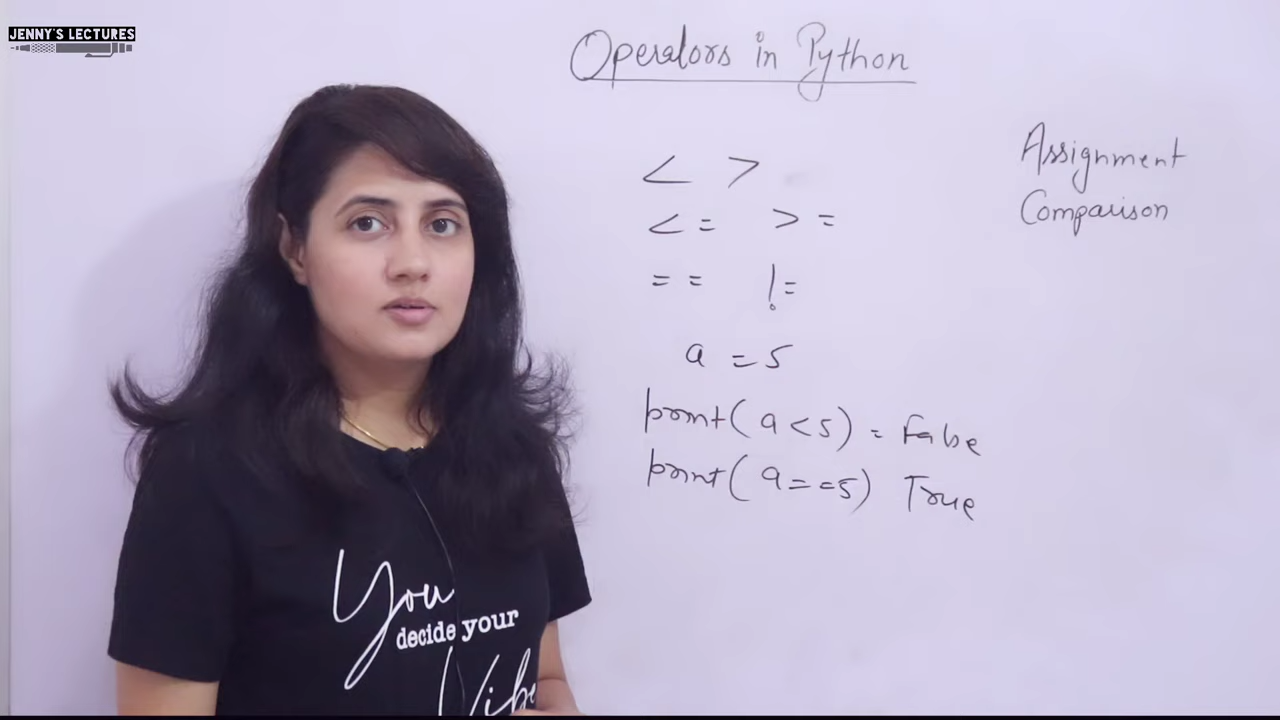 JENNY'S LECTURES
Operators in Python
< >
<= >=
== !=
a = 5
print(a<5) = False
print(a==5) True
Assignment
Comparison
You
decide your
Vibe